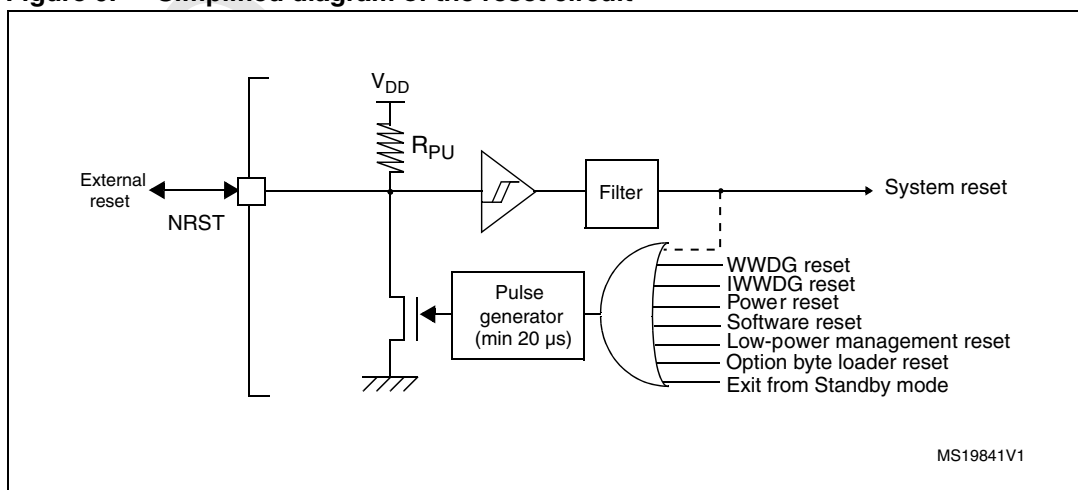 V_DD
R_PU
External
reset
NRST
Filter
System reset
WWDG reset
IWWDG reset
Power reset
Software reset
Low-power management reset
Option byte loader reset
Exit from Standby mode
Pulse
generator
(min 20 µs)
MS19841V1